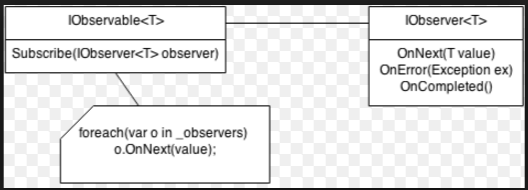 IObservable<T>
Subscribe(IObserver<T> observer)
foreach(var o in _observers)
o.OnNext(value);
IObserver<T>
OnNext(T value)
OnError(Exception ex)
OnCompleted()